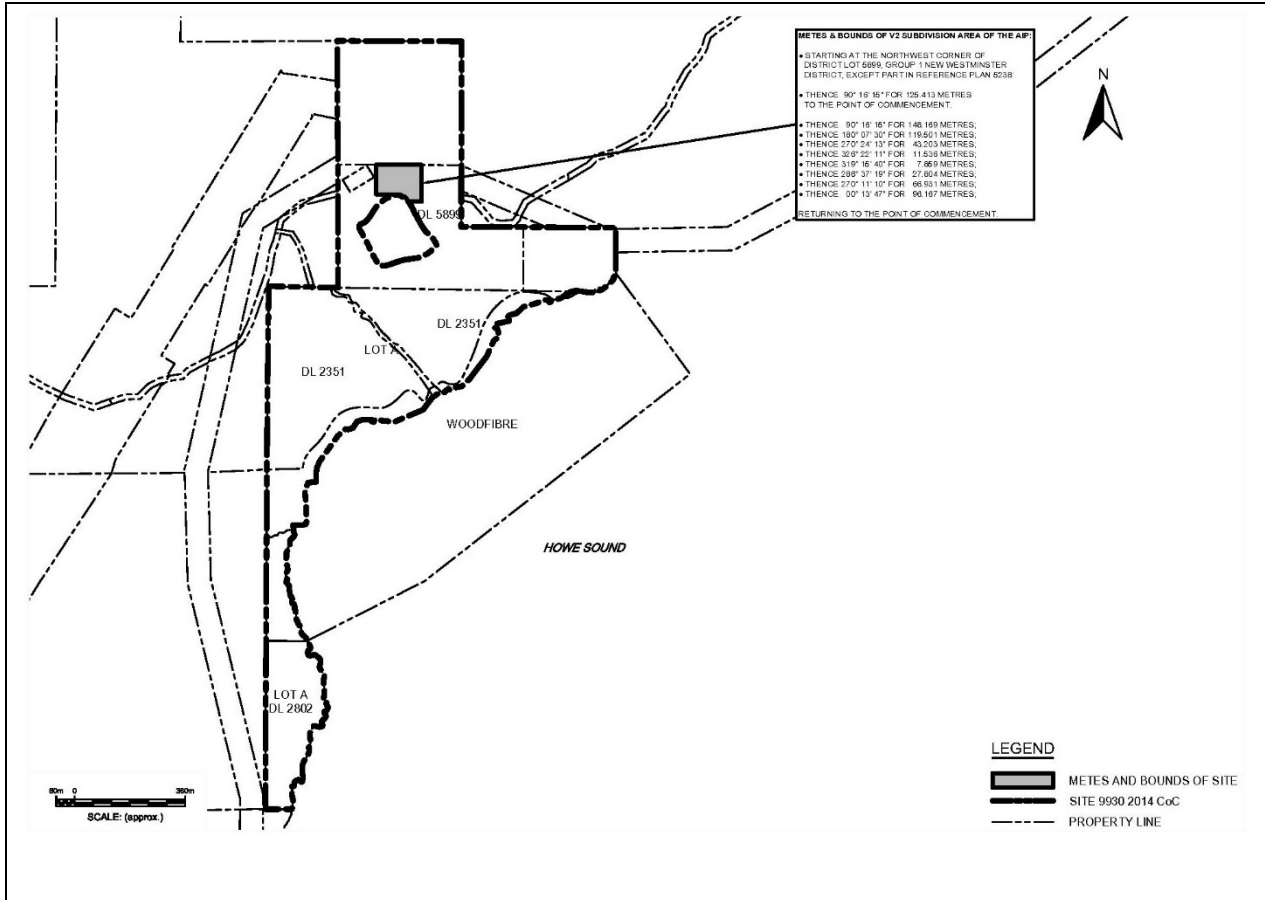 METES & BOUNDS OF V2 SUBDIVISION AREA OF THE AIP:
• STARTING AT THE NORTHWEST CORNER OF
DISTRICT LOT 5899, GROUP 1 NEW WESTMINSTER
DISTRICT, EXCEPT PART IN REFERENCE PLAN 5238
• THENCE 90° 16' 15" FOR 125.413 METRES
TO THE POINT OF COMMENCEMENT.
• THENCE 90° 16' 15" FOR 148.169 METRES;
• THENCE 180° 07' 30" FOR 119.501 METRES;
• THENCE 270° 24' 13" FOR 43.203 METRES;
• THENCE 326° 22' 11" FOR 11.536 METRES;
• THENCE 319° 15' 40" FOR 7.859 METRES;
• THENCE 286° 37' 19" FOR 27.804 METRES;
• THENCE 270° 11' 10" FOR 66.931 METRES;
• THENCE 00° 13' 47" FOR 96.167 METRES;
RETURNING TO THE POINT OF COMMENCEMENT.
N
DL 5899
DL 2351
LOT A
DL 2351
WOODFIBRE
HOWE SOUND
LOT A
DL 2802
80m 0 360m
SCALE: (approx.)
LEGEND
METES AND BOUNDS OF SITE
SITE 9930 2014 CoC
PROPERTY LINE